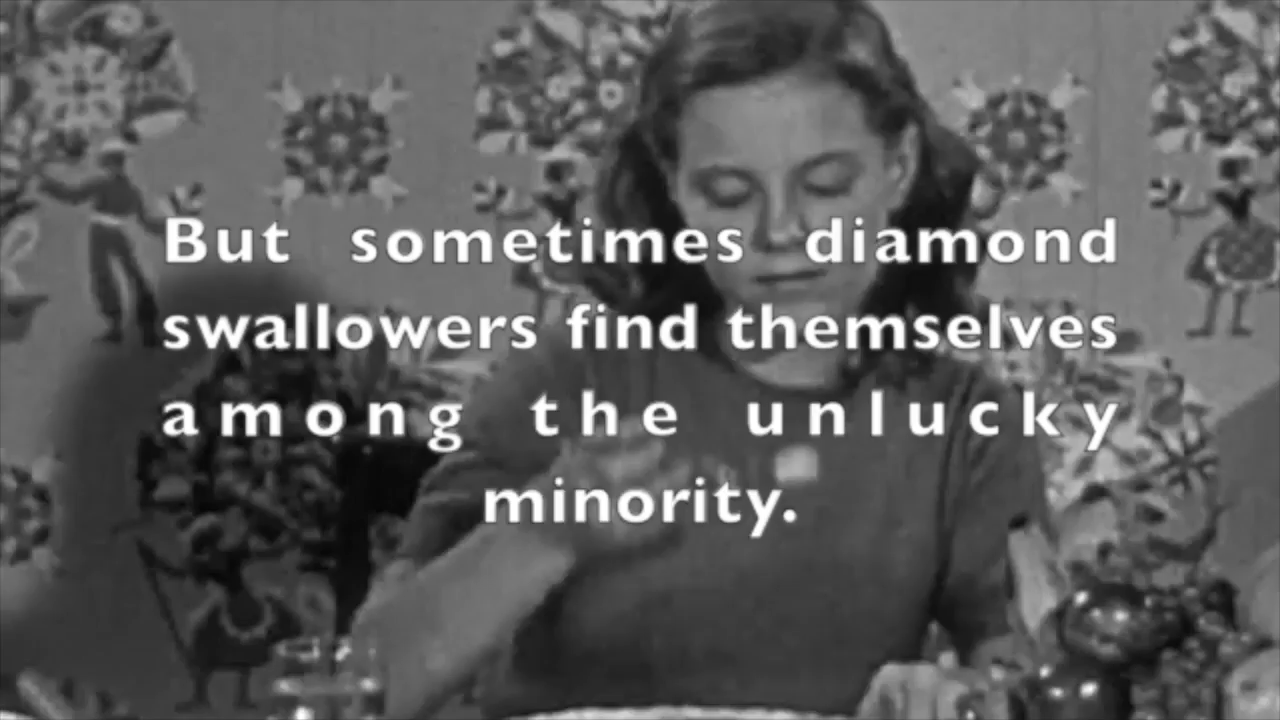 But sometimes diamond
swallowers find themselves
among the unlucky
minority.